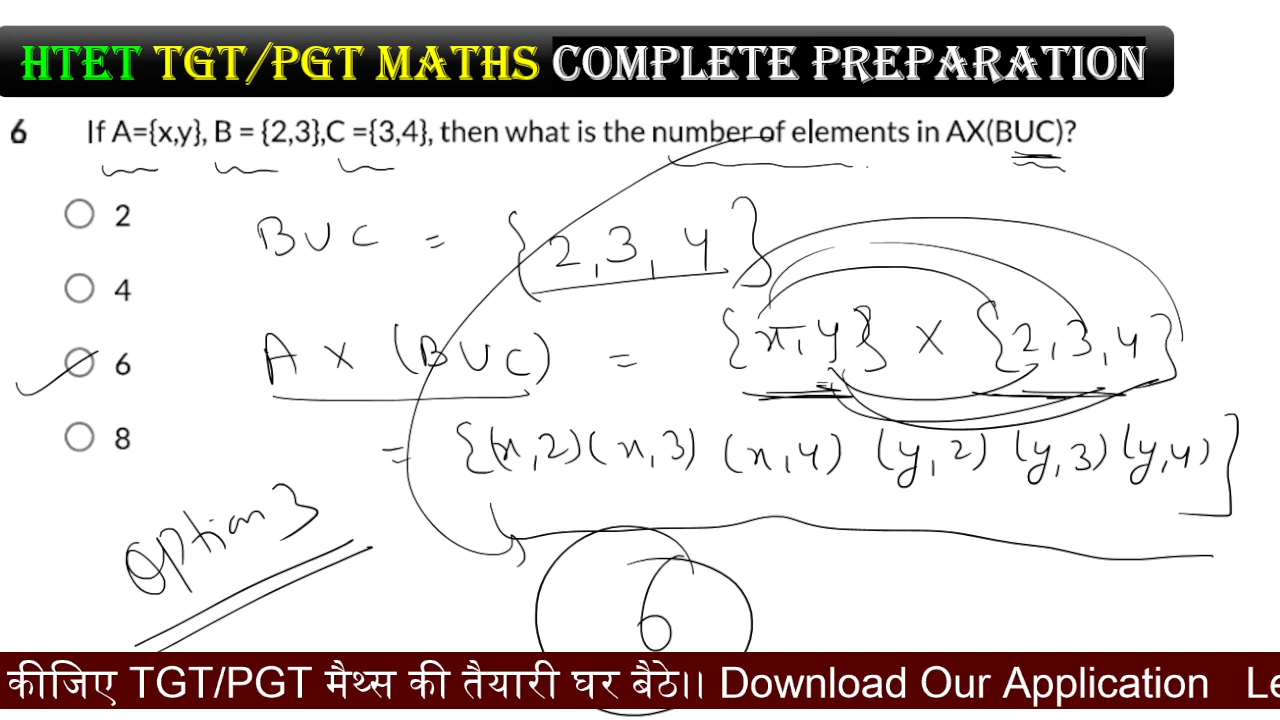 HTET TGT/PGT MATHS COMPLETE PREPARATION
6 If A={x,y}, B = {2,3},C ={3,4}, then what is the number of elements in AX(BUC)?
2
4
6
8
B U C = {2,3,4}
A X (B U C) = {x,y} X {2,3,4}
= {(x,2)(x,3) (x,4) (y,2) (y,3) (y,4)}
Option 3
6
कीजिए TGT/PGT मैथ्स की तैयारी घर बैठे।। Download Our Application Le